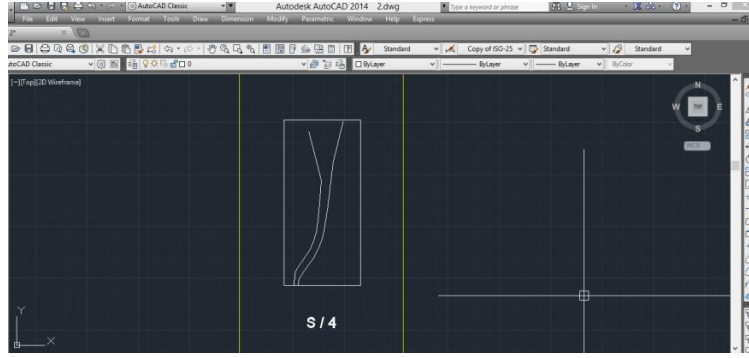 AutoCAD Classic Autodesk AutoCAD 2014 2.dwg Type a keyword or phrase Sign In
File Edit View Insert Format Tools Draw Dimension Modify Parametric Window Help Express
2*
Standard Copy of ISO-25 Standard Standard
AutoCAD Classic 0 ByLayer ByLayer ByLayer ByColor
[-][Top][2D Wireframe]
N
W TOP E
S
WCS
S / 4
Y
X